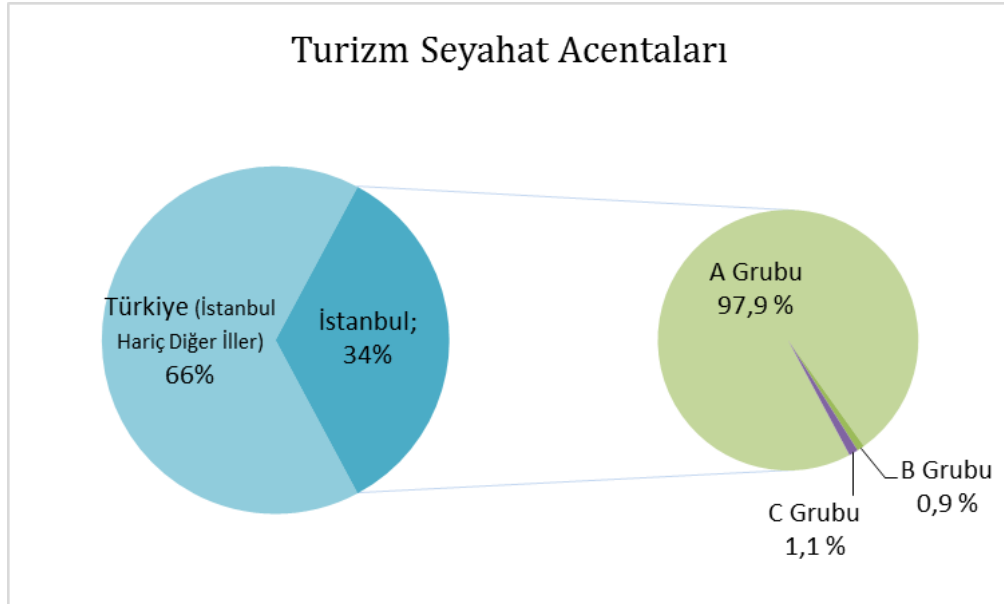 Turizm Seyahat Acentaları
Türkiye (İstanbul
Hariç Diğer İller)
66%
İstanbul;
34%
A Grubu
97,9 %
B Grubu
0,9 %
C Grubu
1,1 %